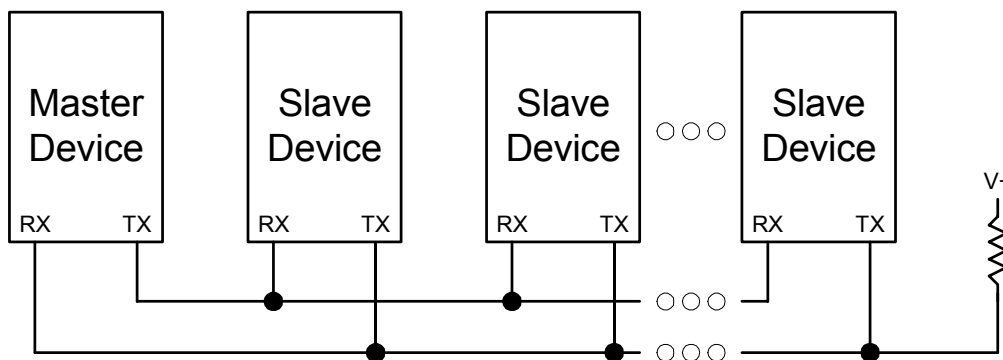 Master
Device
Slave
Device
Slave
Device
Slave
Device
RX TX
RX TX
RX TX
RX TX
V+